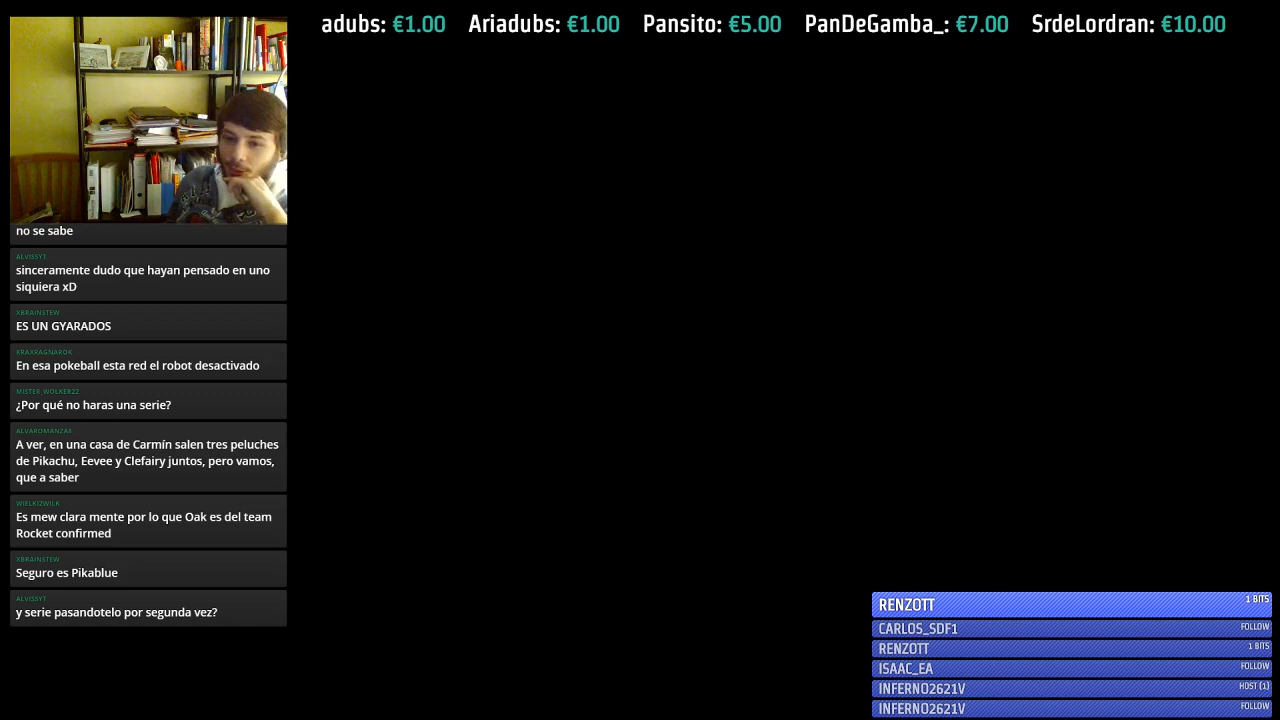 adubs: €1.00 Ariadubs: €1.00 Pansito: €5.00 PanDeGamba_: €7.00 SrdeLordran: €10.00
no se sabe
ALVISSYT
sinceramente dudo que hayan pensado en uno
siquiera xD
XBRAINSTEW
ES UN GYARADOS
KRAXRAGNAROK
En esa pokeball esta red el robot desactivado
MISTER_WOLKER22
¿Por qué no haras una serie?
ALVAROMANZA8
A ver, en una casa de Carmín salen tres peluches
de Pikachu, Eevee y Clefairy juntos, pero vamos,
que a saber
WIELKIZWILK
Es mew clara mente por lo que Oak es del team
Rocket confirmed
XBRAINSTEW
Seguro es Pikablue
ALVISSYT
y serie pasandotelo por segunda vez?
RENZOTT 1 BITS
CARLOS_SDF1 FOLLOW
RENZOTT 1 BITS
ISAAC_EA FOLLOW
INFERNO2621V HOST (1)
INFERNO2621V FOLLOW